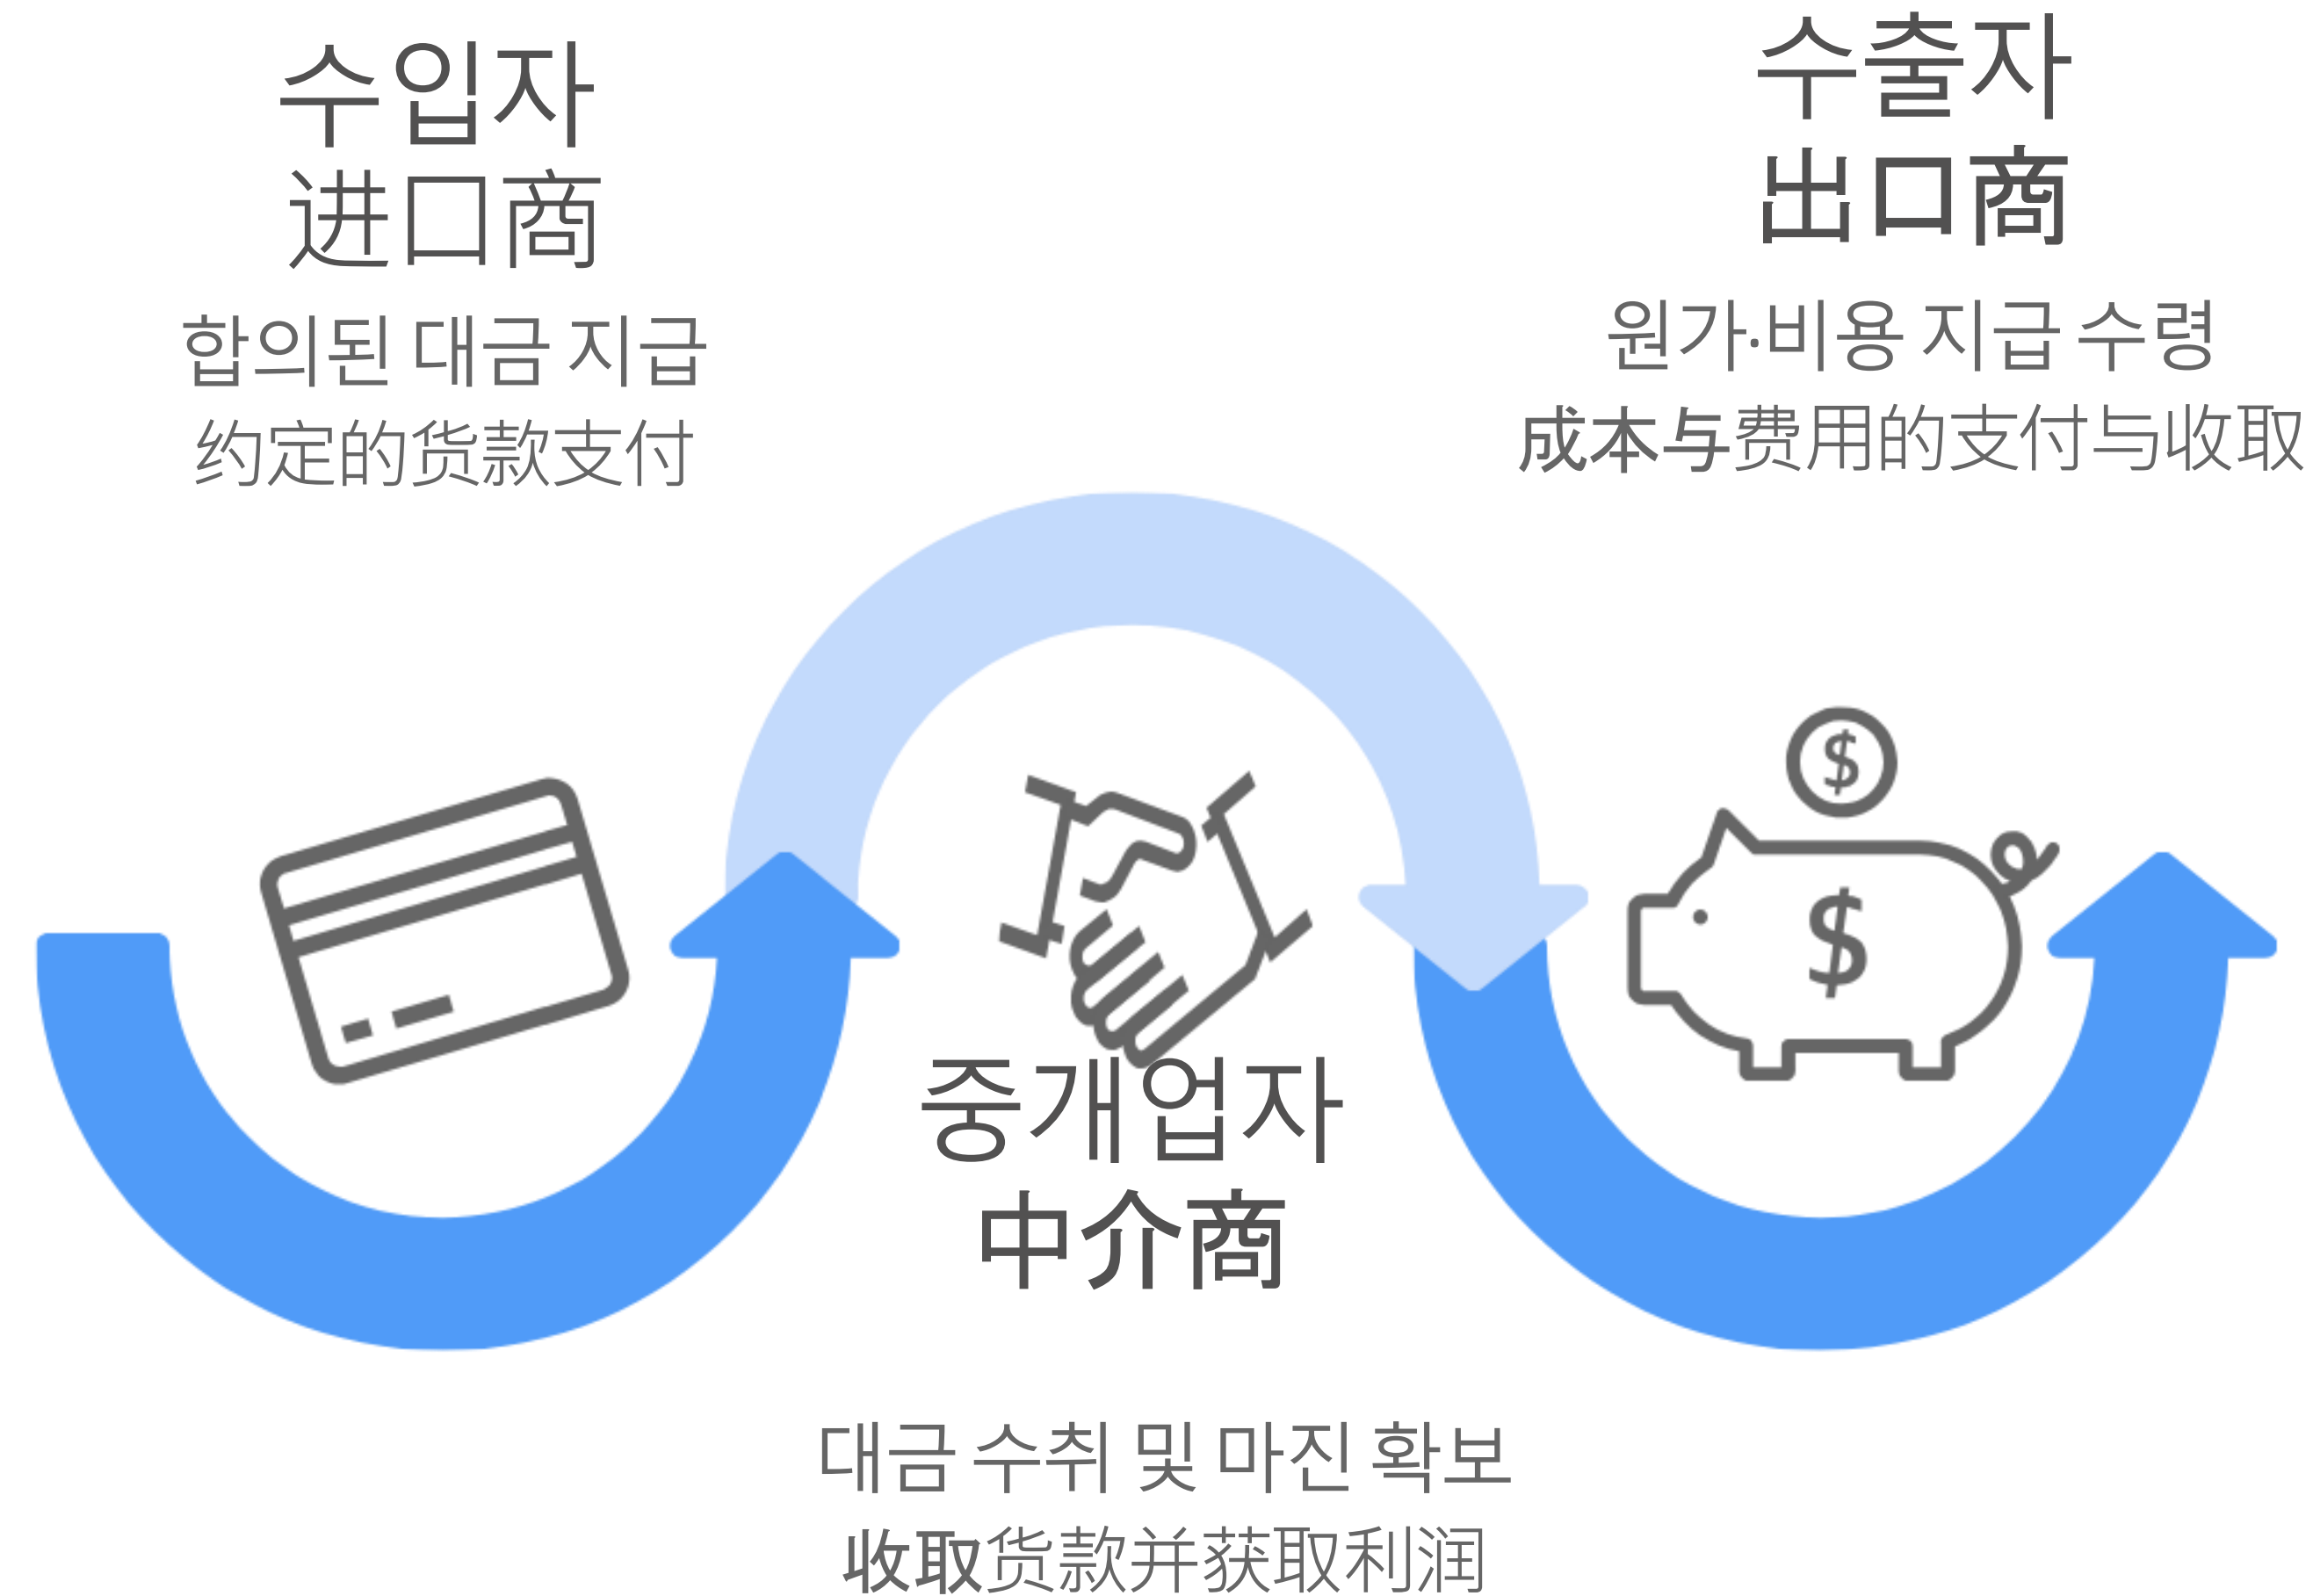 수입자
进口商
합의된 대금 지급
约定的货款支付
수출자
出口商
원가·비용 지급 수령
成本与费用的支付与收取
$
$
중개업자
中介商
대금 수취 및 마진 확보
收取货款并获取利润